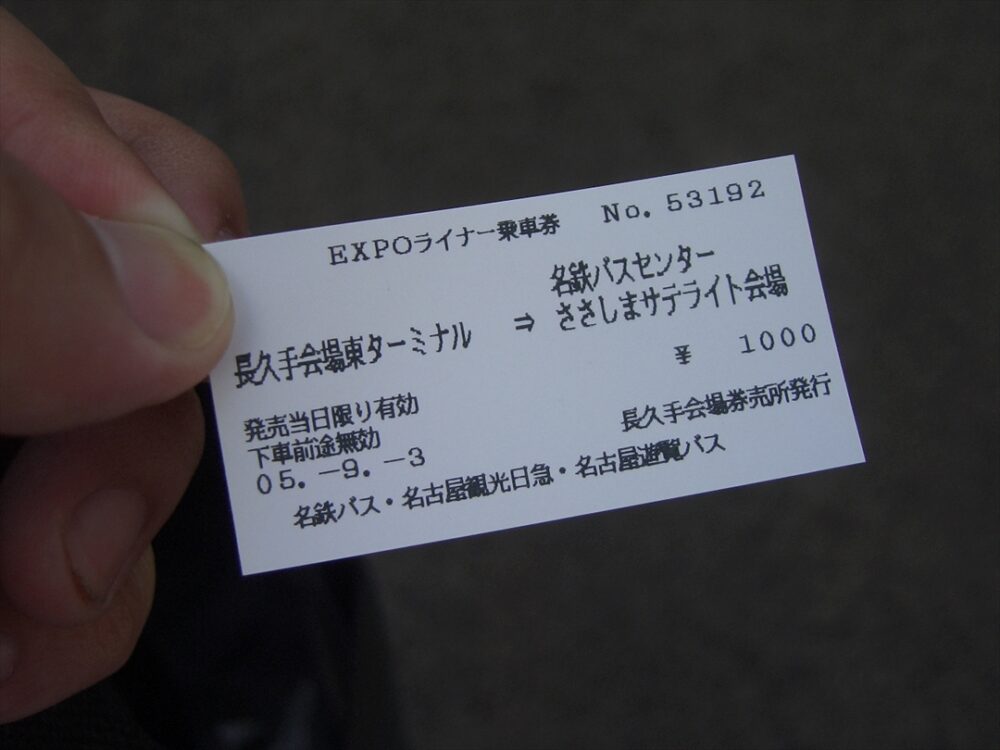 EXPOライナー乗車券 No. 53192
名鉄バスセンター
長久手会場東ターミナル ⇒ ささしまサテライト会場
¥ 1000
発売当日限り有効 長久手会場券売所発行
下車前途無効
05. -9. -3
名鉄バス・名古屋観光日急・名古屋遊覧バス